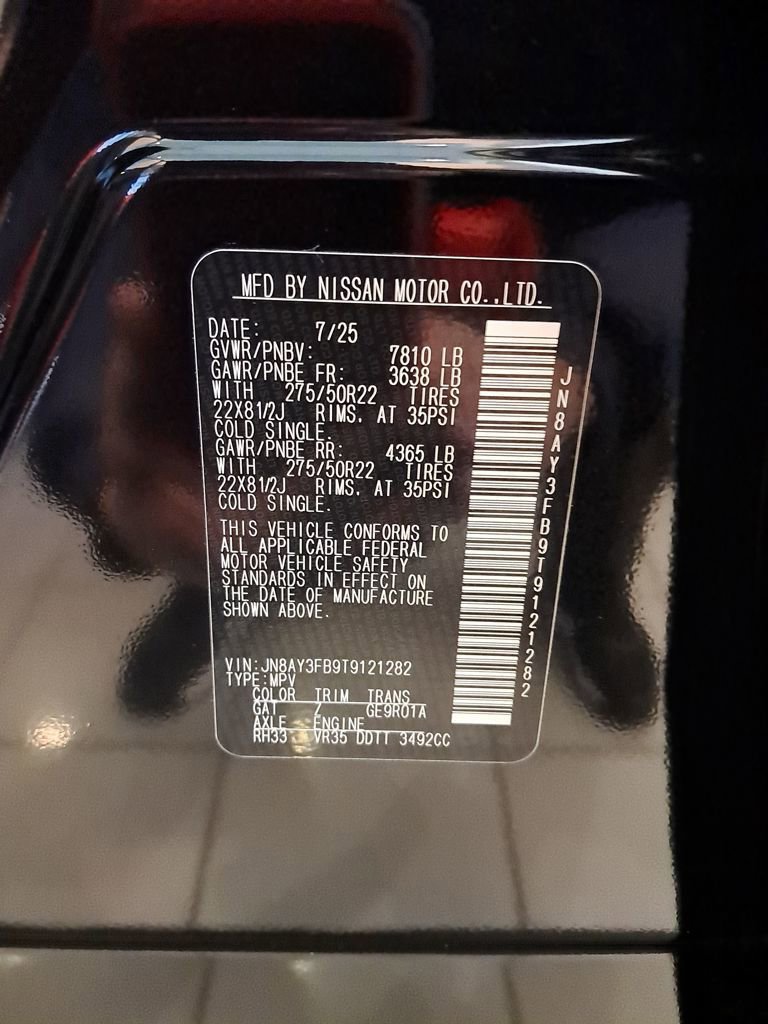 MFD BY NISSAN MOTOR CO.,LTD.
DATE: 7/25
GVWR/PNBV: 7810 LB
GAWR/PNBE FR: 3638 LB
WITH 275/50R22 TIRES
22X81/2J RIMS. AT 35PSI
COLD SINGLE.
GAWR/PNBE RR: 4365 LB
WITH 275/50R22 TIRES
22X81/2J RIMS. AT 35PSI
COLD SINGLE.
THIS VEHICLE CONFORMS TO
ALL APPLICABLE FEDERAL
MOTOR VEHICLE SAFETY
STANDARDS IN EFFECT ON
THE DATE OF MANUFACTURE
SHOWN ABOVE.
VIN:JN8AY3FB9T9121282
TYPE:MPV
COLOR TRIM TRANS
GAT Z GE9R01A
AXLE ENGINE
RH33 VR35 DDTT 3492CC
JN8AY3FB9T9121282